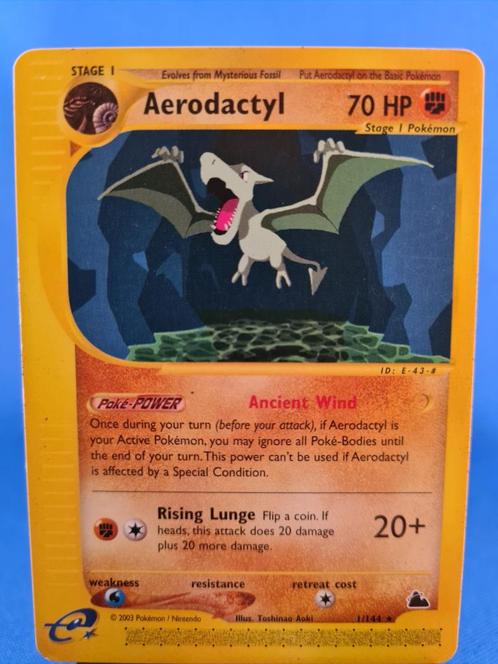 STAGE 1 Evolves from Mysterious Fossil Put Aerodactyl on the Basic Pokémon
Aerodactyl 70 HP
Stage 1 Pokémon
ID: E-43-#
Poké-POWER Ancient Wind
Once during your turn (before your attack), if Aerodactyl is
your Active Pokémon, you may ignore all Poké-Bodies until
the end of your turn. This power can't be used if Aerodactyl
is affected by a Special Condition.
Rising Lunge Flip a coin. If
heads, this attack does 20 damage
plus 20 more damage.
20+
weakness resistance retreat cost
e
© 2003 Pokémon / Nintendo Illus. Toshinao Aoki 1/144 ★